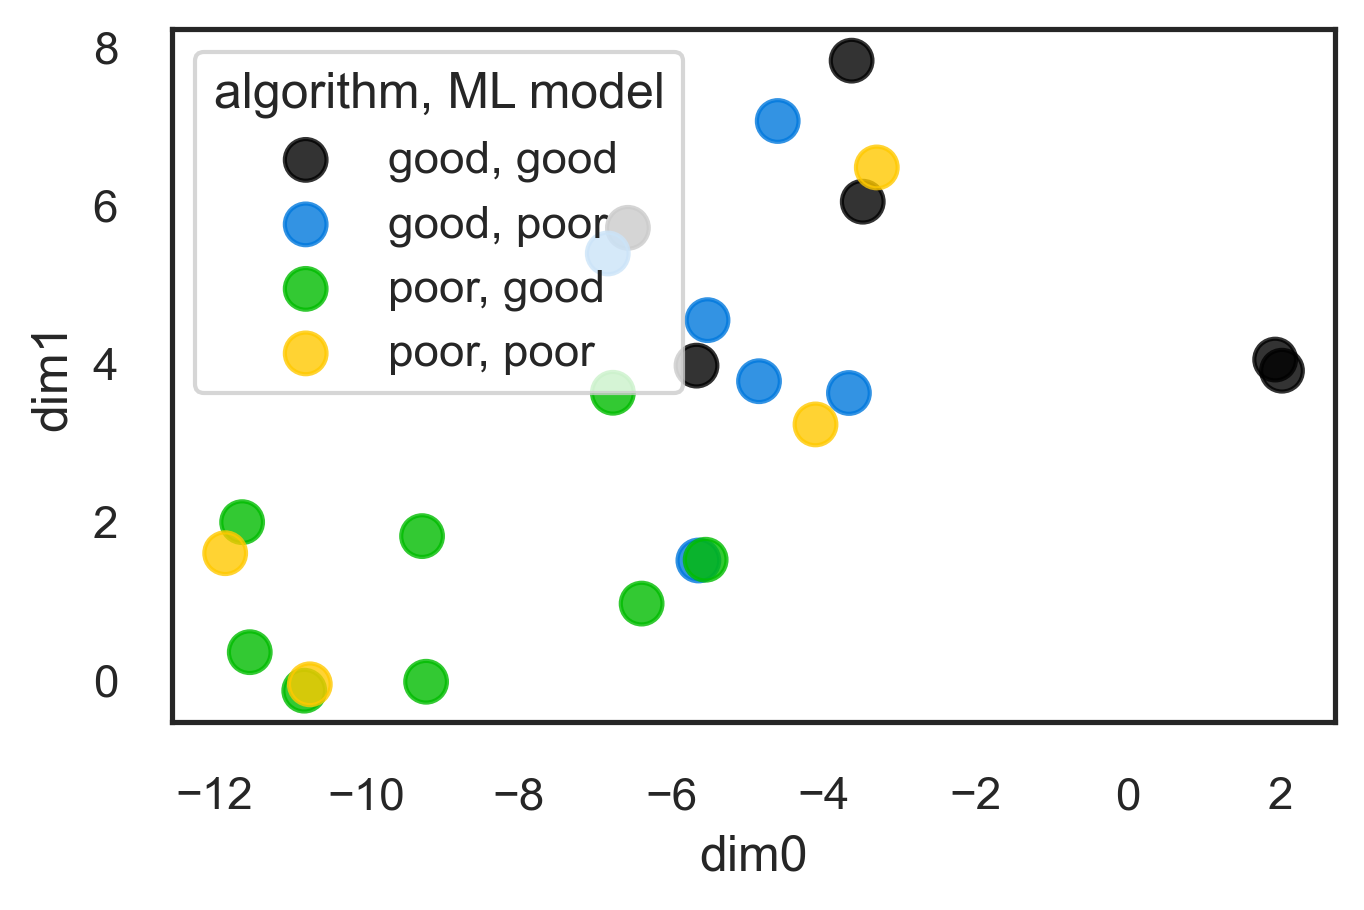 8
6
4
2
0
dim1
algorithm, ML model
good, good
good, poor
poor, good
poor, poor
−12 −10 −8 −6 −4 −2 0 2
dim0